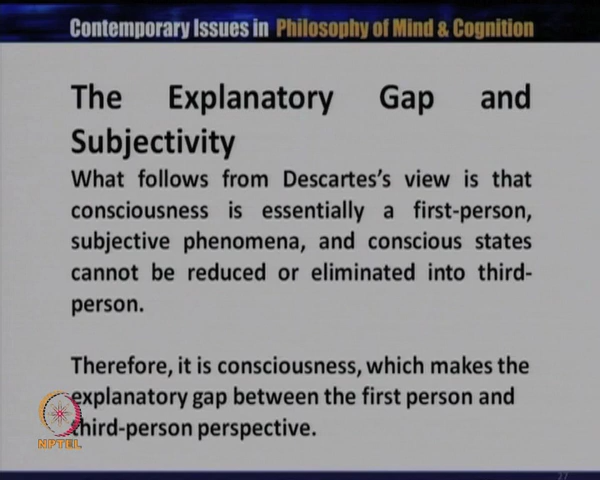 Contemporary Issues in Philosophy of Mind & Cognition
The Explanatory Gap and
Subjectivity
What follows from Descartes's view is that
consciousness is essentially a first-person,
subjective phenomena, and conscious states
cannot be reduced or eliminated into third-
person.
Therefore, it is consciousness, which makes the
explanatory gap between the first person and
third-person perspective.
NPTEL
27